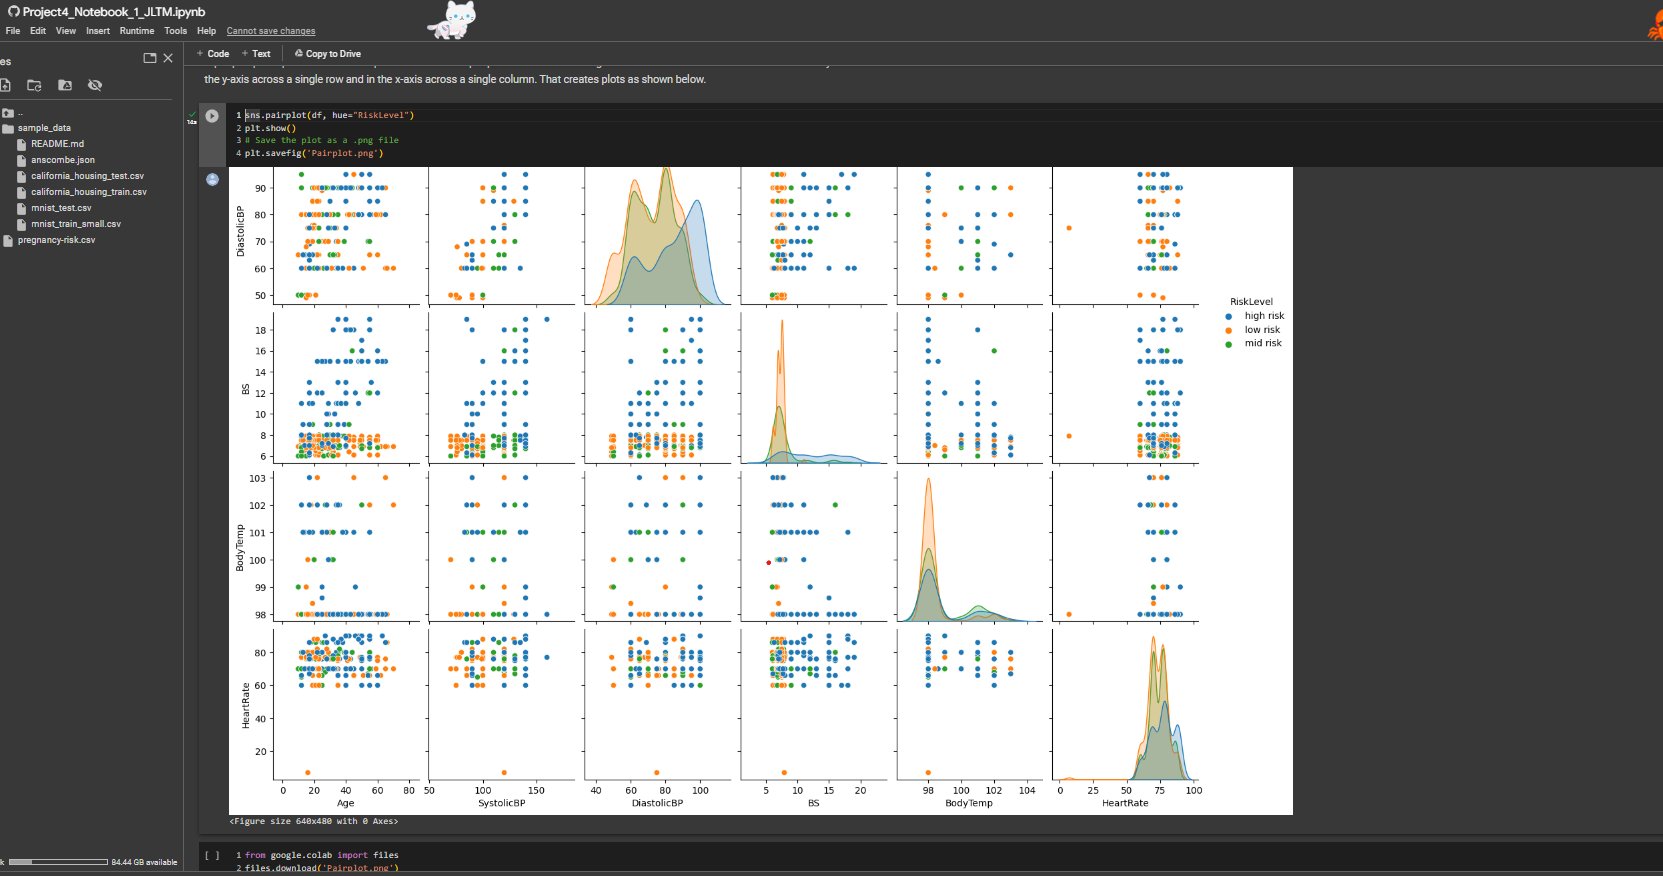 Project4_Notebook_1_JLTM.ipynb
File Edit View Insert Runtime Tools Help Cannot save changes
+ Code + Text Copy to Drive
es
..
sample_data
README.md
anscombe.json
california_housing_test.csv
california_housing_train.csv
mnist_test.csv
mnist_train_small.csv
pregnancy-risk.csv
the y-axis across a single row and in the x-axis across a single column. That creates plots as shown below.
14s
1 sns.pairplot(df, hue="RiskLevel")
2 plt.show()
3 # Save the plot as a .png file
4 plt.savefig('Pairplot.png')
DiastolicBP
90
80
70
60
50
RiskLevel
high risk
low risk
mid risk
BS
18
16
14
12
10
8
6
BodyTemp
103
102
101
100
99
98
HeartRate
80
60
40
20
0 20 40 60 80 50 100 150 40 60 80 100 5 10 15 20 98 100 102 104 0 25 50 75 100
Age SystolicBP DiastolicBP BS BodyTemp HeartRate
<Figure size 640x480 with 0 Axes>
[ ] 1 from google.colab import files
2 files.download('Pairplot.png')
k 84.44 GB available